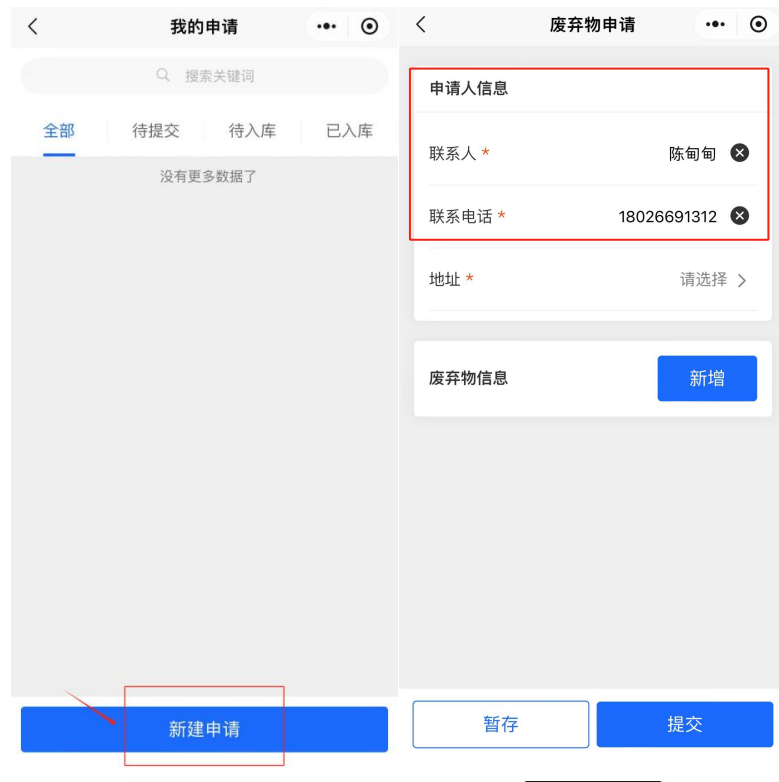 我的申请
搜索关键词
全部 待提交 待入库 已入库
没有更多数据了
新建申请
废弃物申请
申请人信息
联系人 * 陈甸甸
联系电话 * 18026691312
地址 * 请选择
废弃物信息 新增
暂存 提交